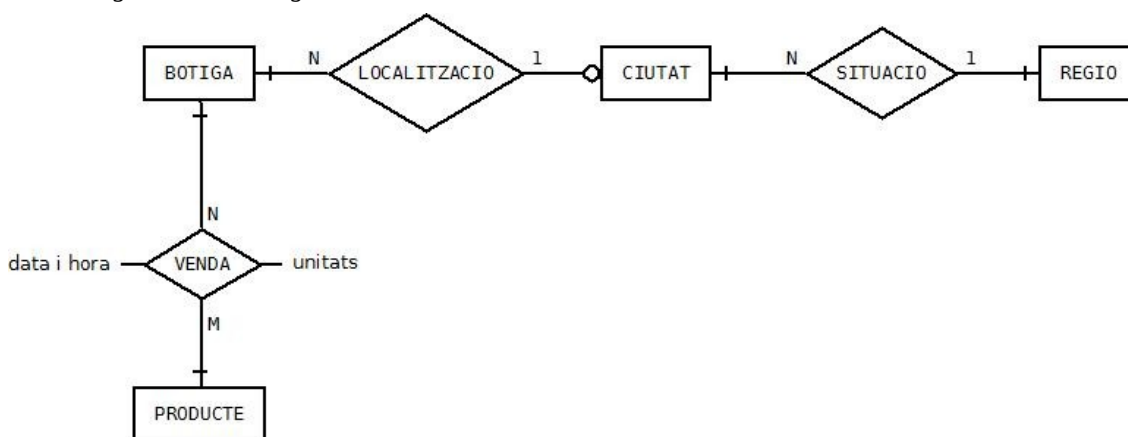 BOTIGA N LOCALITZACIO 1 CIUTAT N SITUACIO 1 REGIO
N
data i hora VENDA unitats
M
PRODUCTE